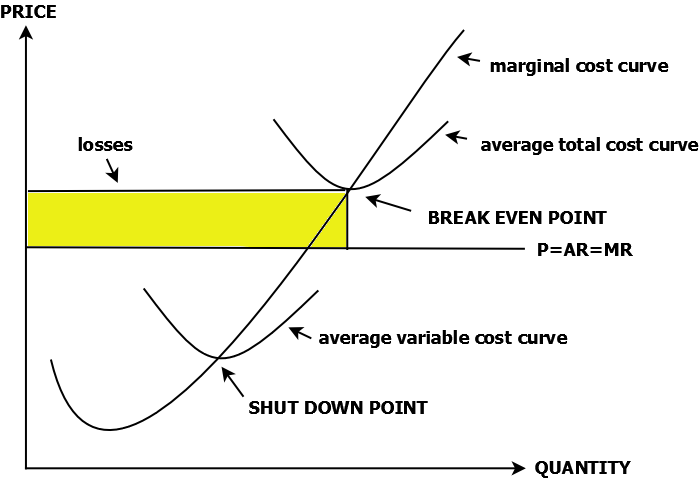 PRICE
marginal cost curve
losses
average total cost curve
BREAK EVEN POINT
P=AR=MR
average variable cost curve
SHUT DOWN POINT
QUANTITY